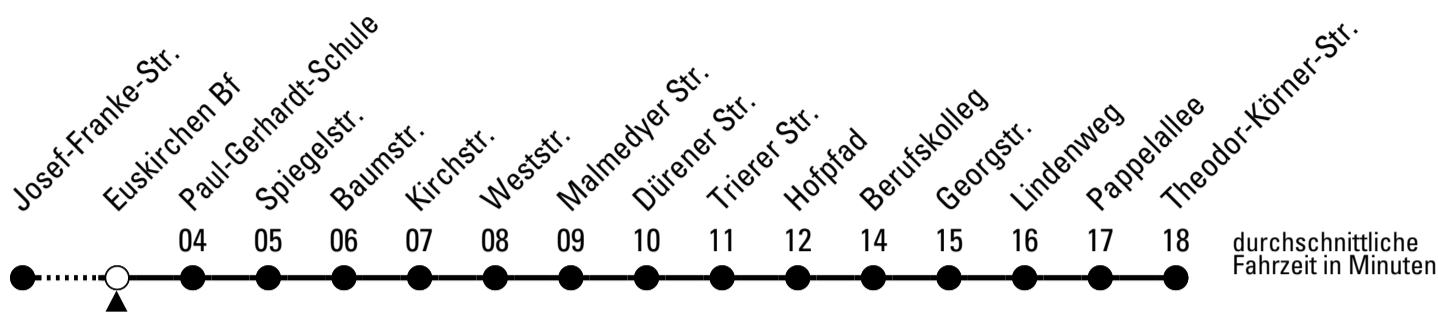 Josef-Franke-Str.
Euskirchen Bf
Paul-Gerhardt-Schule
Spiegelstr.
Baumstr.
Kirchstr.
Weststr.
Malmedyer Str.
Dürener Str.
Trierer Str.
Hofpfad
Berufskolleg
Georgstr.
Lindenweg
Pappelallee
Theodor-Körner-Str.
04 05 06 07 08 09 10 11 12 14 15 16 17 18
durchschnittliche
Fahrzeit in Minuten